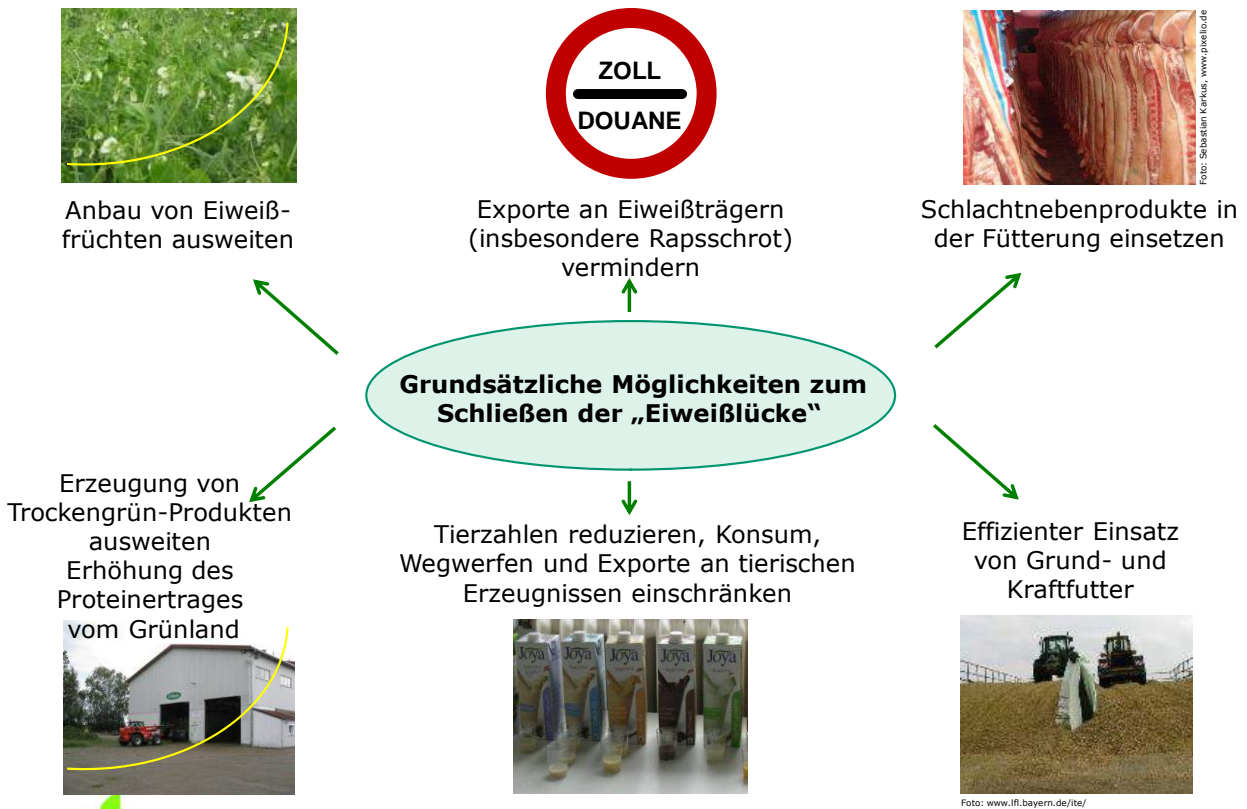 ZOLL
DOUANE
Foto: Sebastian Karkus, www.pixelio.de
Anbau von Eiweiß-
früchten ausweiten
Exporte an Eiweißträgern
(insbesondere Rapsschrot)
vermindern
Schlachtnebenprodukte in
der Fütterung einsetzen
Grundsätzliche Möglichkeiten zum
Schließen der „Eiweißlücke“
Erzeugung von
Trockengrün-Produkten
ausweiten
Erhöhung des
Proteinertrages
vom Grünland
Tierzahlen reduzieren, Konsum,
Wegwerfen und Exporte an tierischen
Erzeugnissen einschränken
Effizienter Einsatz
von Grund- und
Kraftfutter
Joya Joya Joya Joya Joya
Foto: www.lfl.bayern.de/ite/